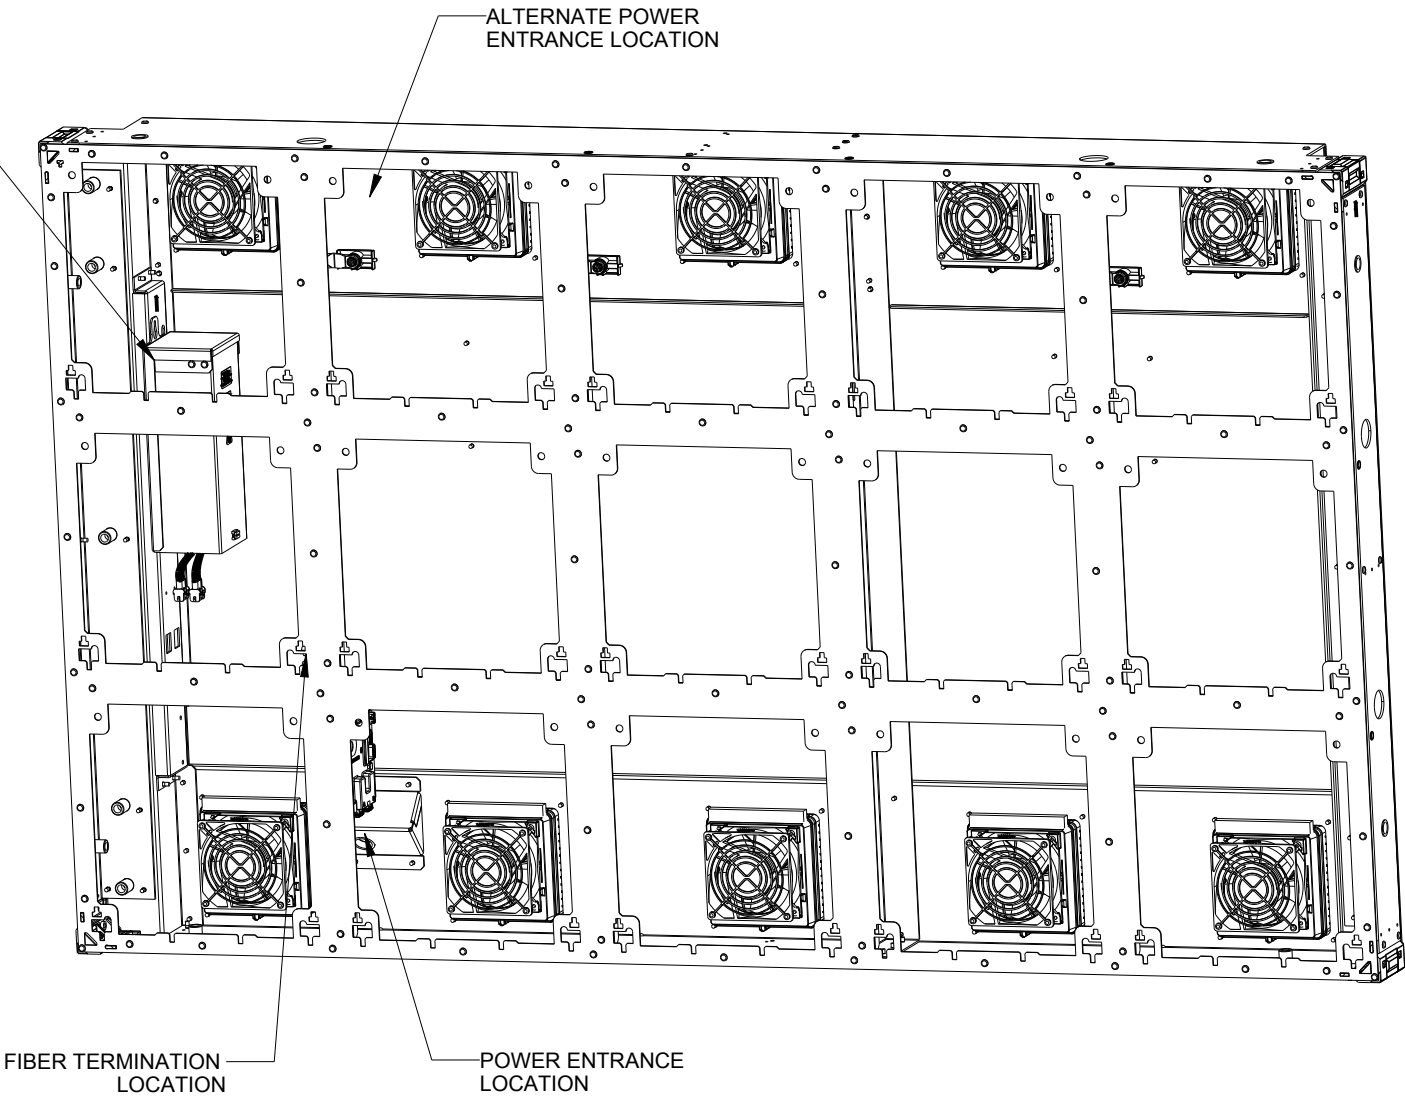 ALTERNATE POWER
ENTRANCE LOCATION
FIBER TERMINATION
LOCATION
POWER ENTRANCE
LOCATION